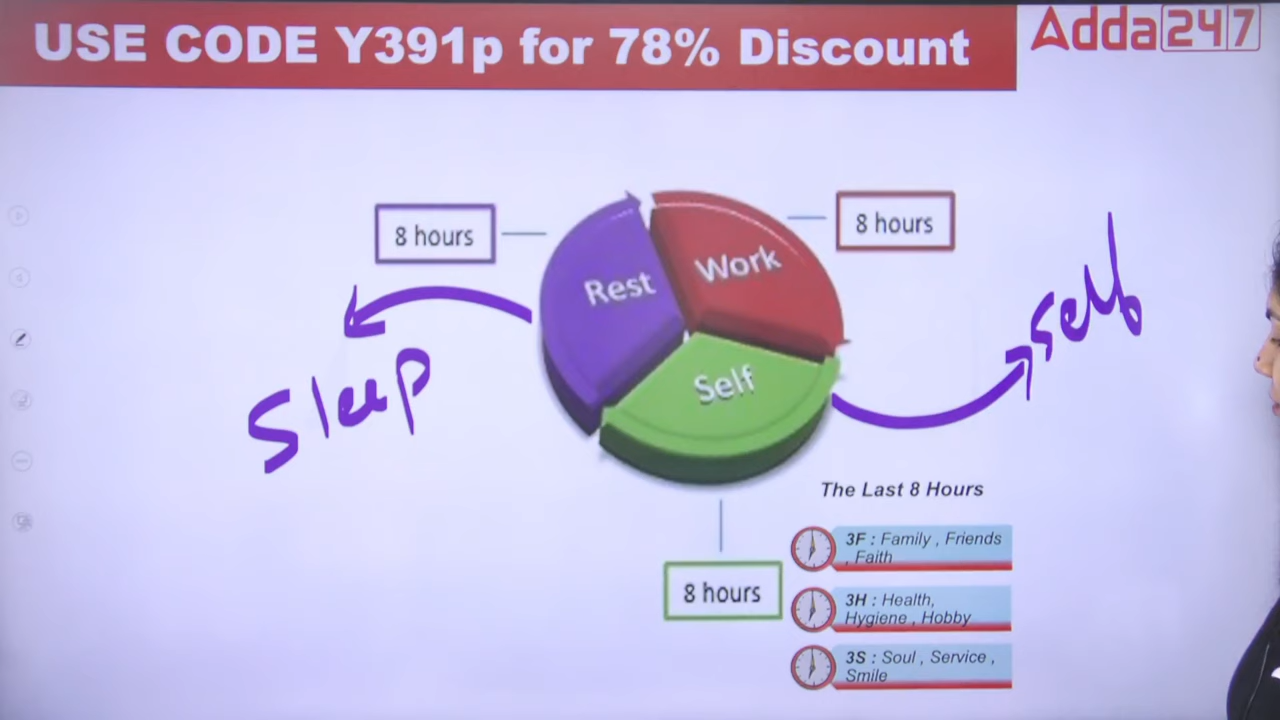 USE CODE Y391p for 78% Discount
Adda247
8 hours
8 hours
Rest
Work
Self
Sleep
Self
The Last 8 Hours
3F : Family , Friends
, Faith
8 hours
3H : Health,
Hygiene , Hobby
3S : Soul , Service ,
Smile